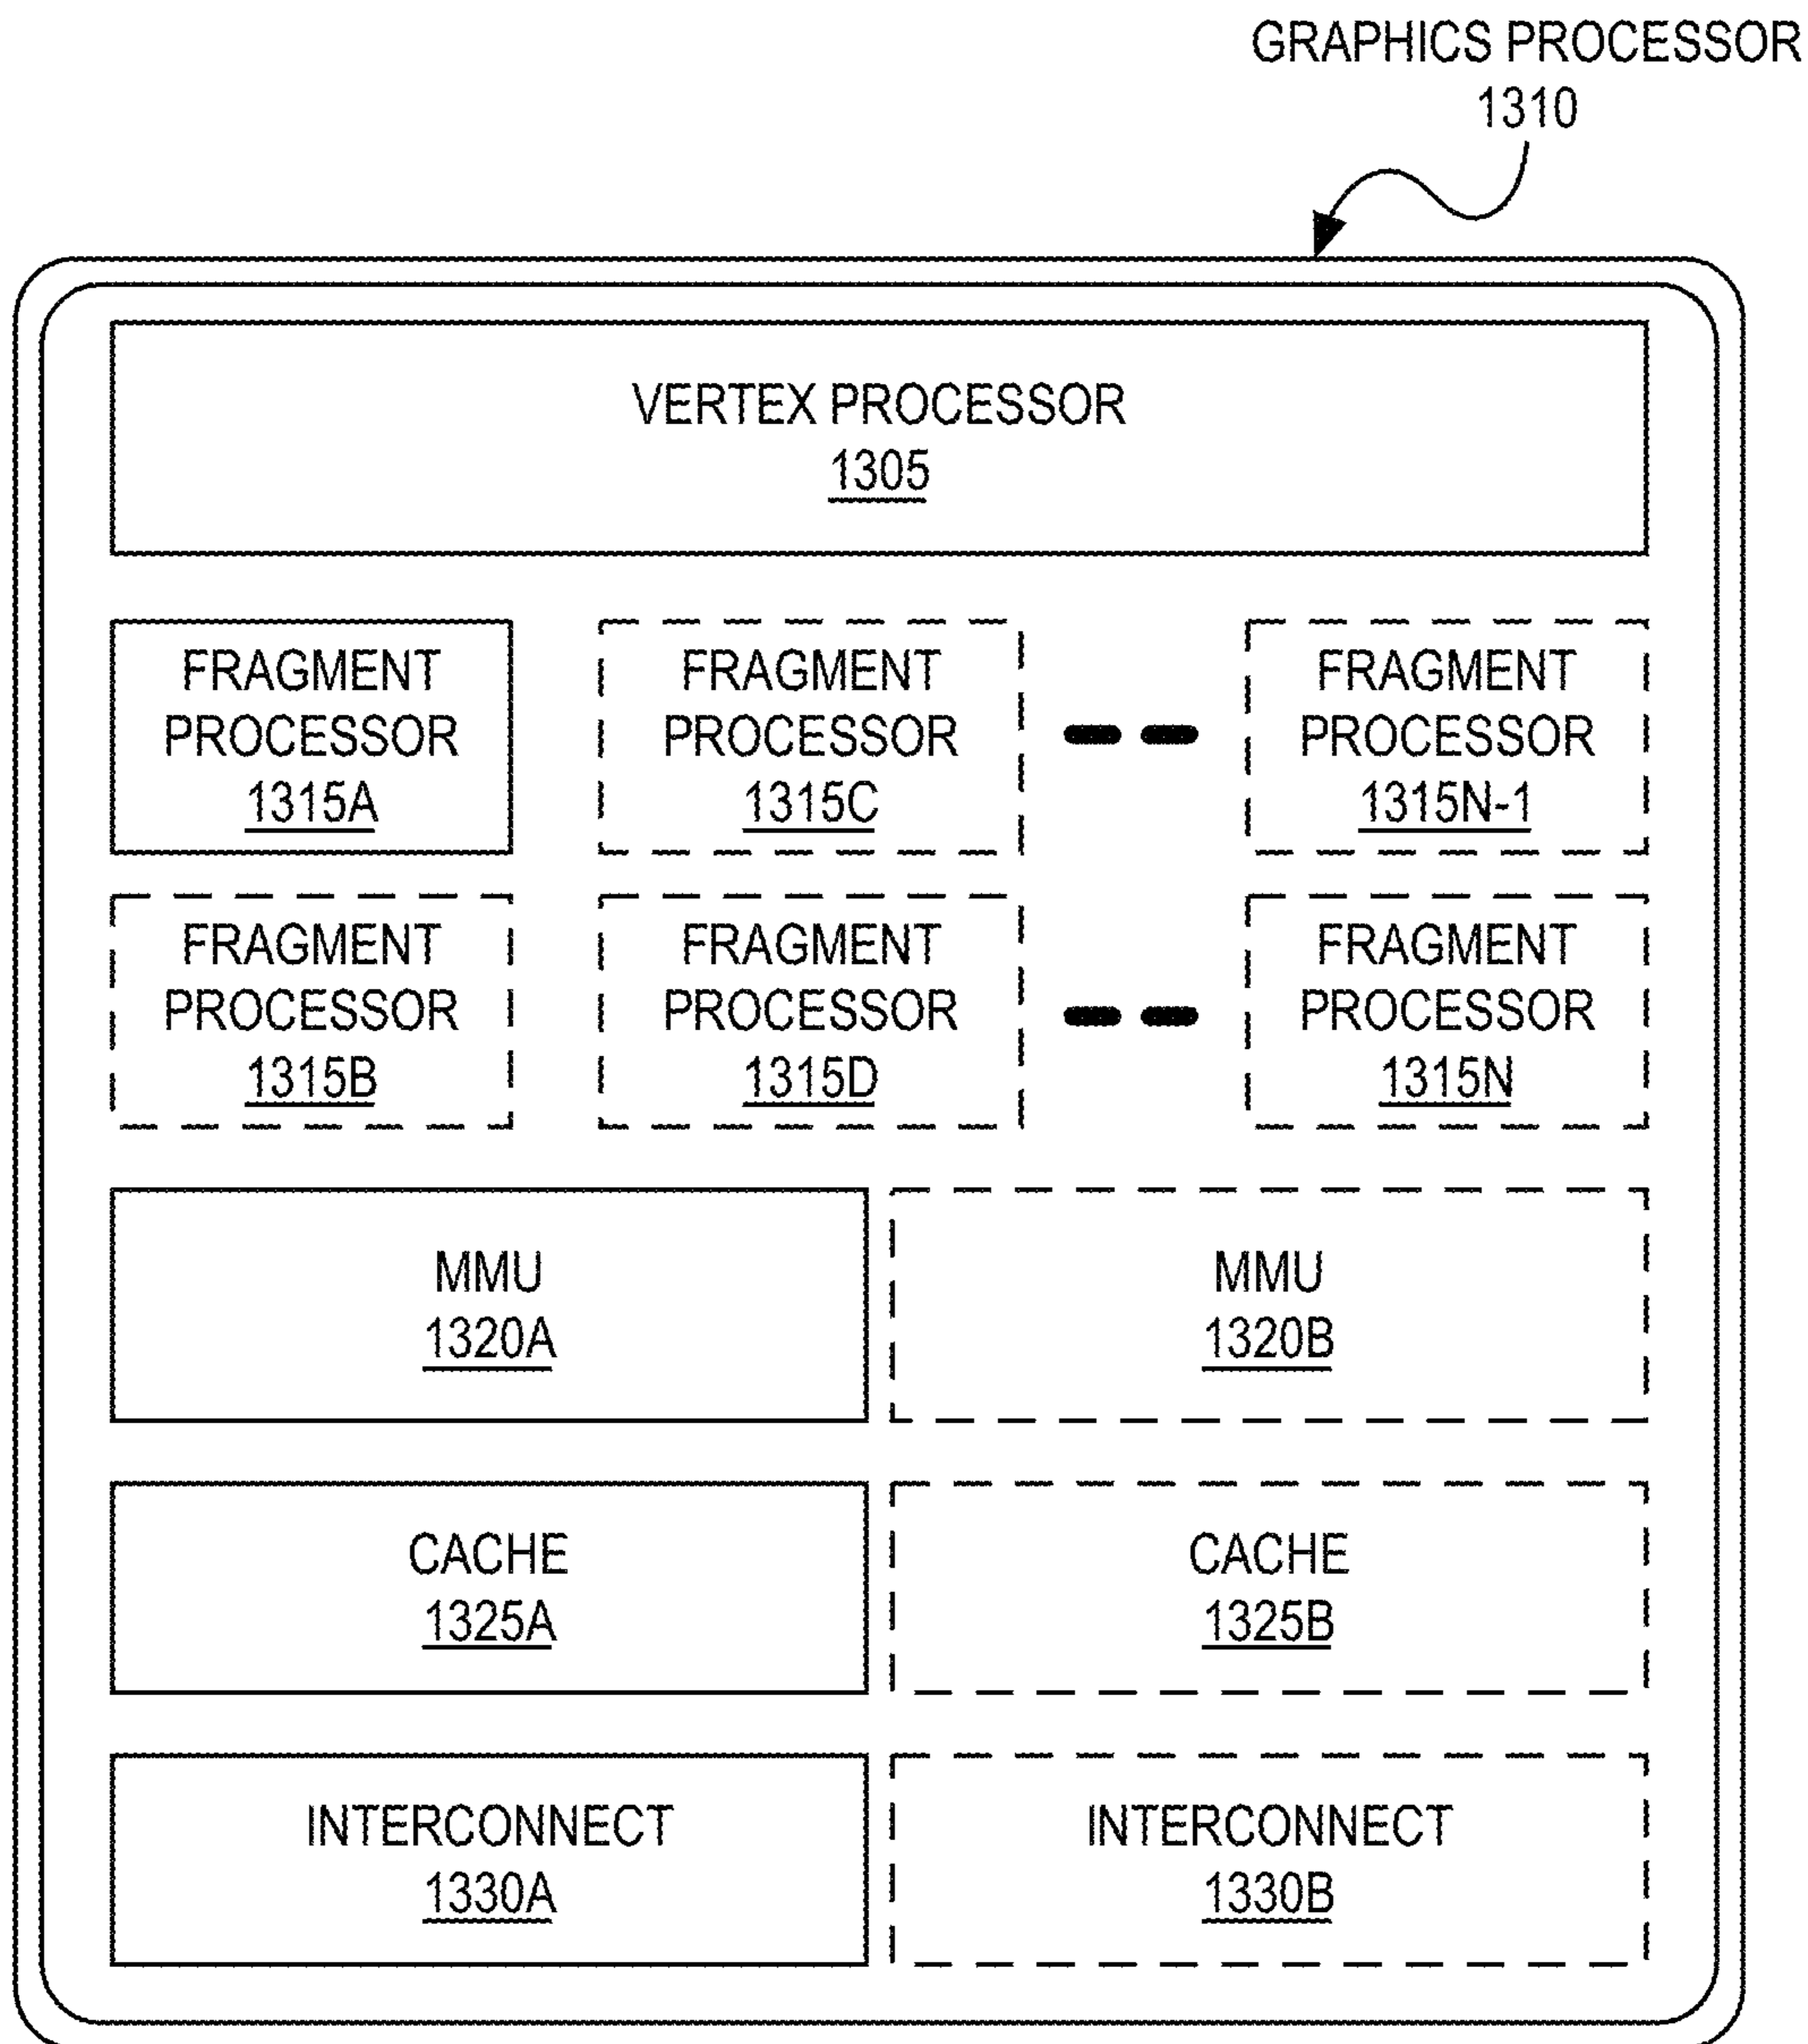 GRAPHICS PROCESSOR
1310
VERTEX PROCESSOR
1305
FRAGMENT
PROCESSOR
1315A
FRAGMENT
PROCESSOR
1315C
FRAGMENT
PROCESSOR
1315N-1
FRAGMENT
PROCESSOR
1315B
FRAGMENT
PROCESSOR
1315D
FRAGMENT
PROCESSOR
1315N
MMU
1320A
MMU
1320B
CACHE
1325A
CACHE
1325B
INTERCONNECT
1330A
INTERCONNECT
1330B